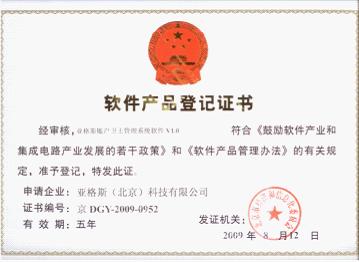 软件产品登记证书
经审核，亚格斯账户卫士管理系统软件 V1.0 符合《鼓励软件产业和
集成电路产业发展的若干政策》和《软件产品管理办法》的有关规
定，准予登记，特发此证。
申请企业：亚格斯（北京）科技有限公司
证书编号：京 DGY-2009-0952
有 效 期：五年
发证机关：
2009 年 8 月 12 日